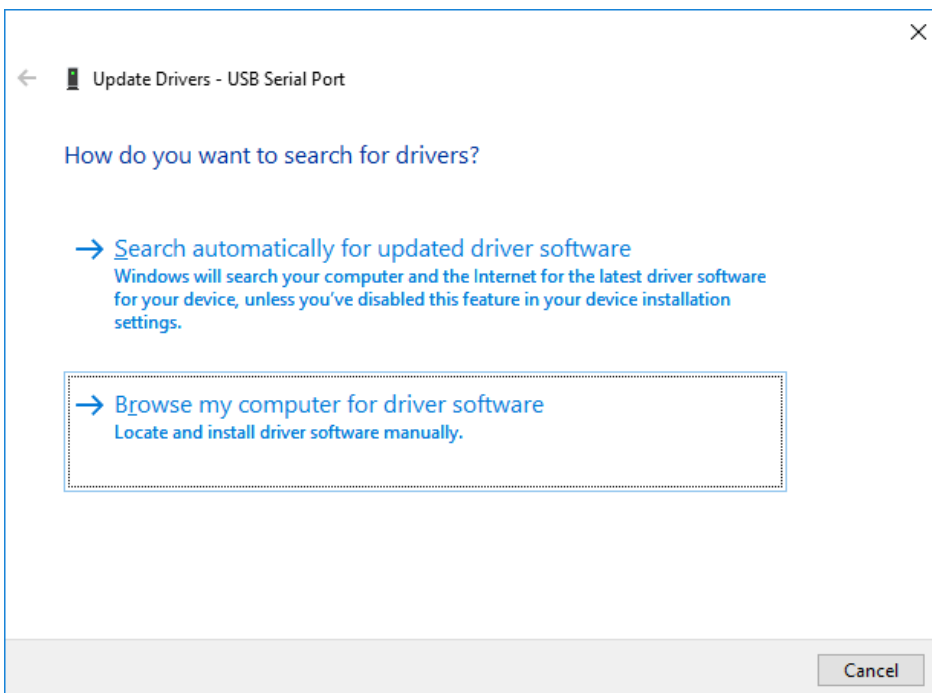 Update Drivers - USB Serial Port
How do you want to search for drivers?
Search automatically for updated driver software
Windows will search your computer and the Internet for the latest driver software
for your device, unless you've disabled this feature in your device installation
settings.
Browse my computer for driver software
Locate and install driver software manually.
Cancel